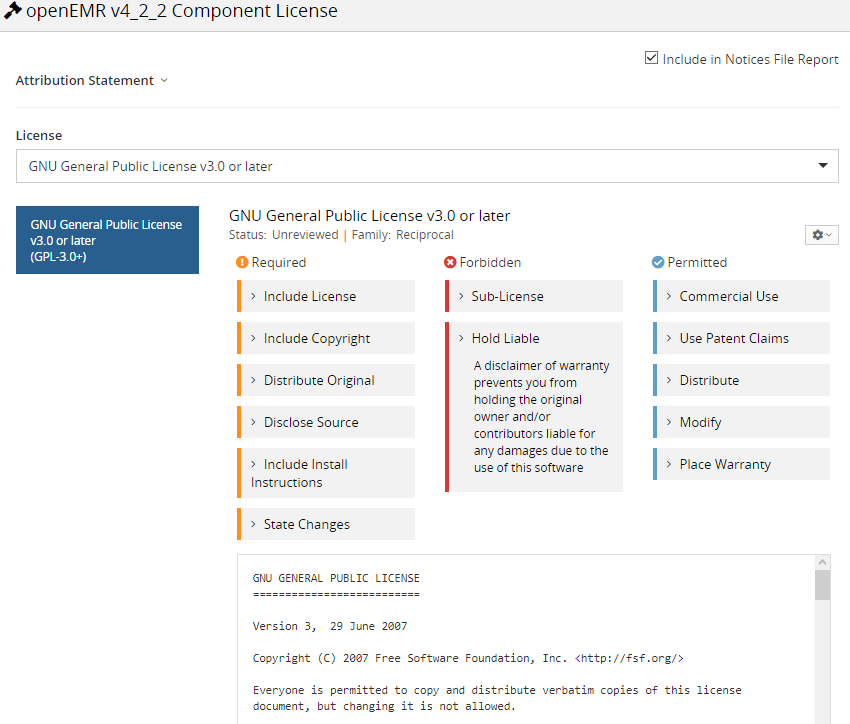 openEMR v4_2_2 Component License
Include in Notices File Report
Attribution Statement
License
GNU General Public License v3.0 or later
GNU General Public License
v3.0 or later
(GPL-3.0+)
GNU General Public License v3.0 or later
Status: Unreviewed | Family: Reciprocal
Required
Include License
Include Copyright
Distribute Original
Disclose Source
Include Install
Instructions
State Changes
Forbidden
Sub-License
Hold Liable
A disclaimer of warranty
prevents you from
holding the original
owner and/or
contributors liable for
any damages due to the
use of this software
Permitted
Commercial Use
Use Patent Claims
Distribute
Modify
Place Warranty
GNU GENERAL PUBLIC LICENSE
==========================
Version 3, 29 June 2007
Copyright (C) 2007 Free Software Foundation, Inc. <http://fsf.org/>
Everyone is permitted to copy and distribute verbatim copies of this license
document, but changing it is not allowed.